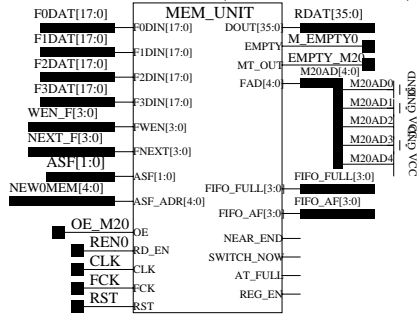 MEM_UNIT
F0DAT[17:0]
F0DIN[17:0]
F1DAT[17:0]
F1DIN[17:0]
F2DAT[17:0]
F2DIN[17:0]
F3DAT[17:0]
F3DIN[17:0]
WEN_F[3:0]
FWEN[3:0]
NEXT_F[3:0]
FNEXT[3:0]
ASF[1:0]
ASF[1:0]
NEW0MEM[4:0]
ASF_ADR[4:0]
OE_M20
OE
REN0
RD_EN
CLK
CLK
FCK
FCK
RST
RST
RDAT[35:0]
DOUT[35:0]
M_EMPTY0
EMPTY
EMPTY_M20
MT_OUT
M20AD[4:0]
FAD[4:0]
M20AD0
M20AD1
M20AD2
M20AD3
M20AD4
GND
VCC
FIFO_FULL[3:0]
FIFO_FULL[3:0]
FIFO_AF[3:0]
FIFO_AF[3:0]
NEAR_END
SWITCH_NOW
AT_FULL
REG_EN